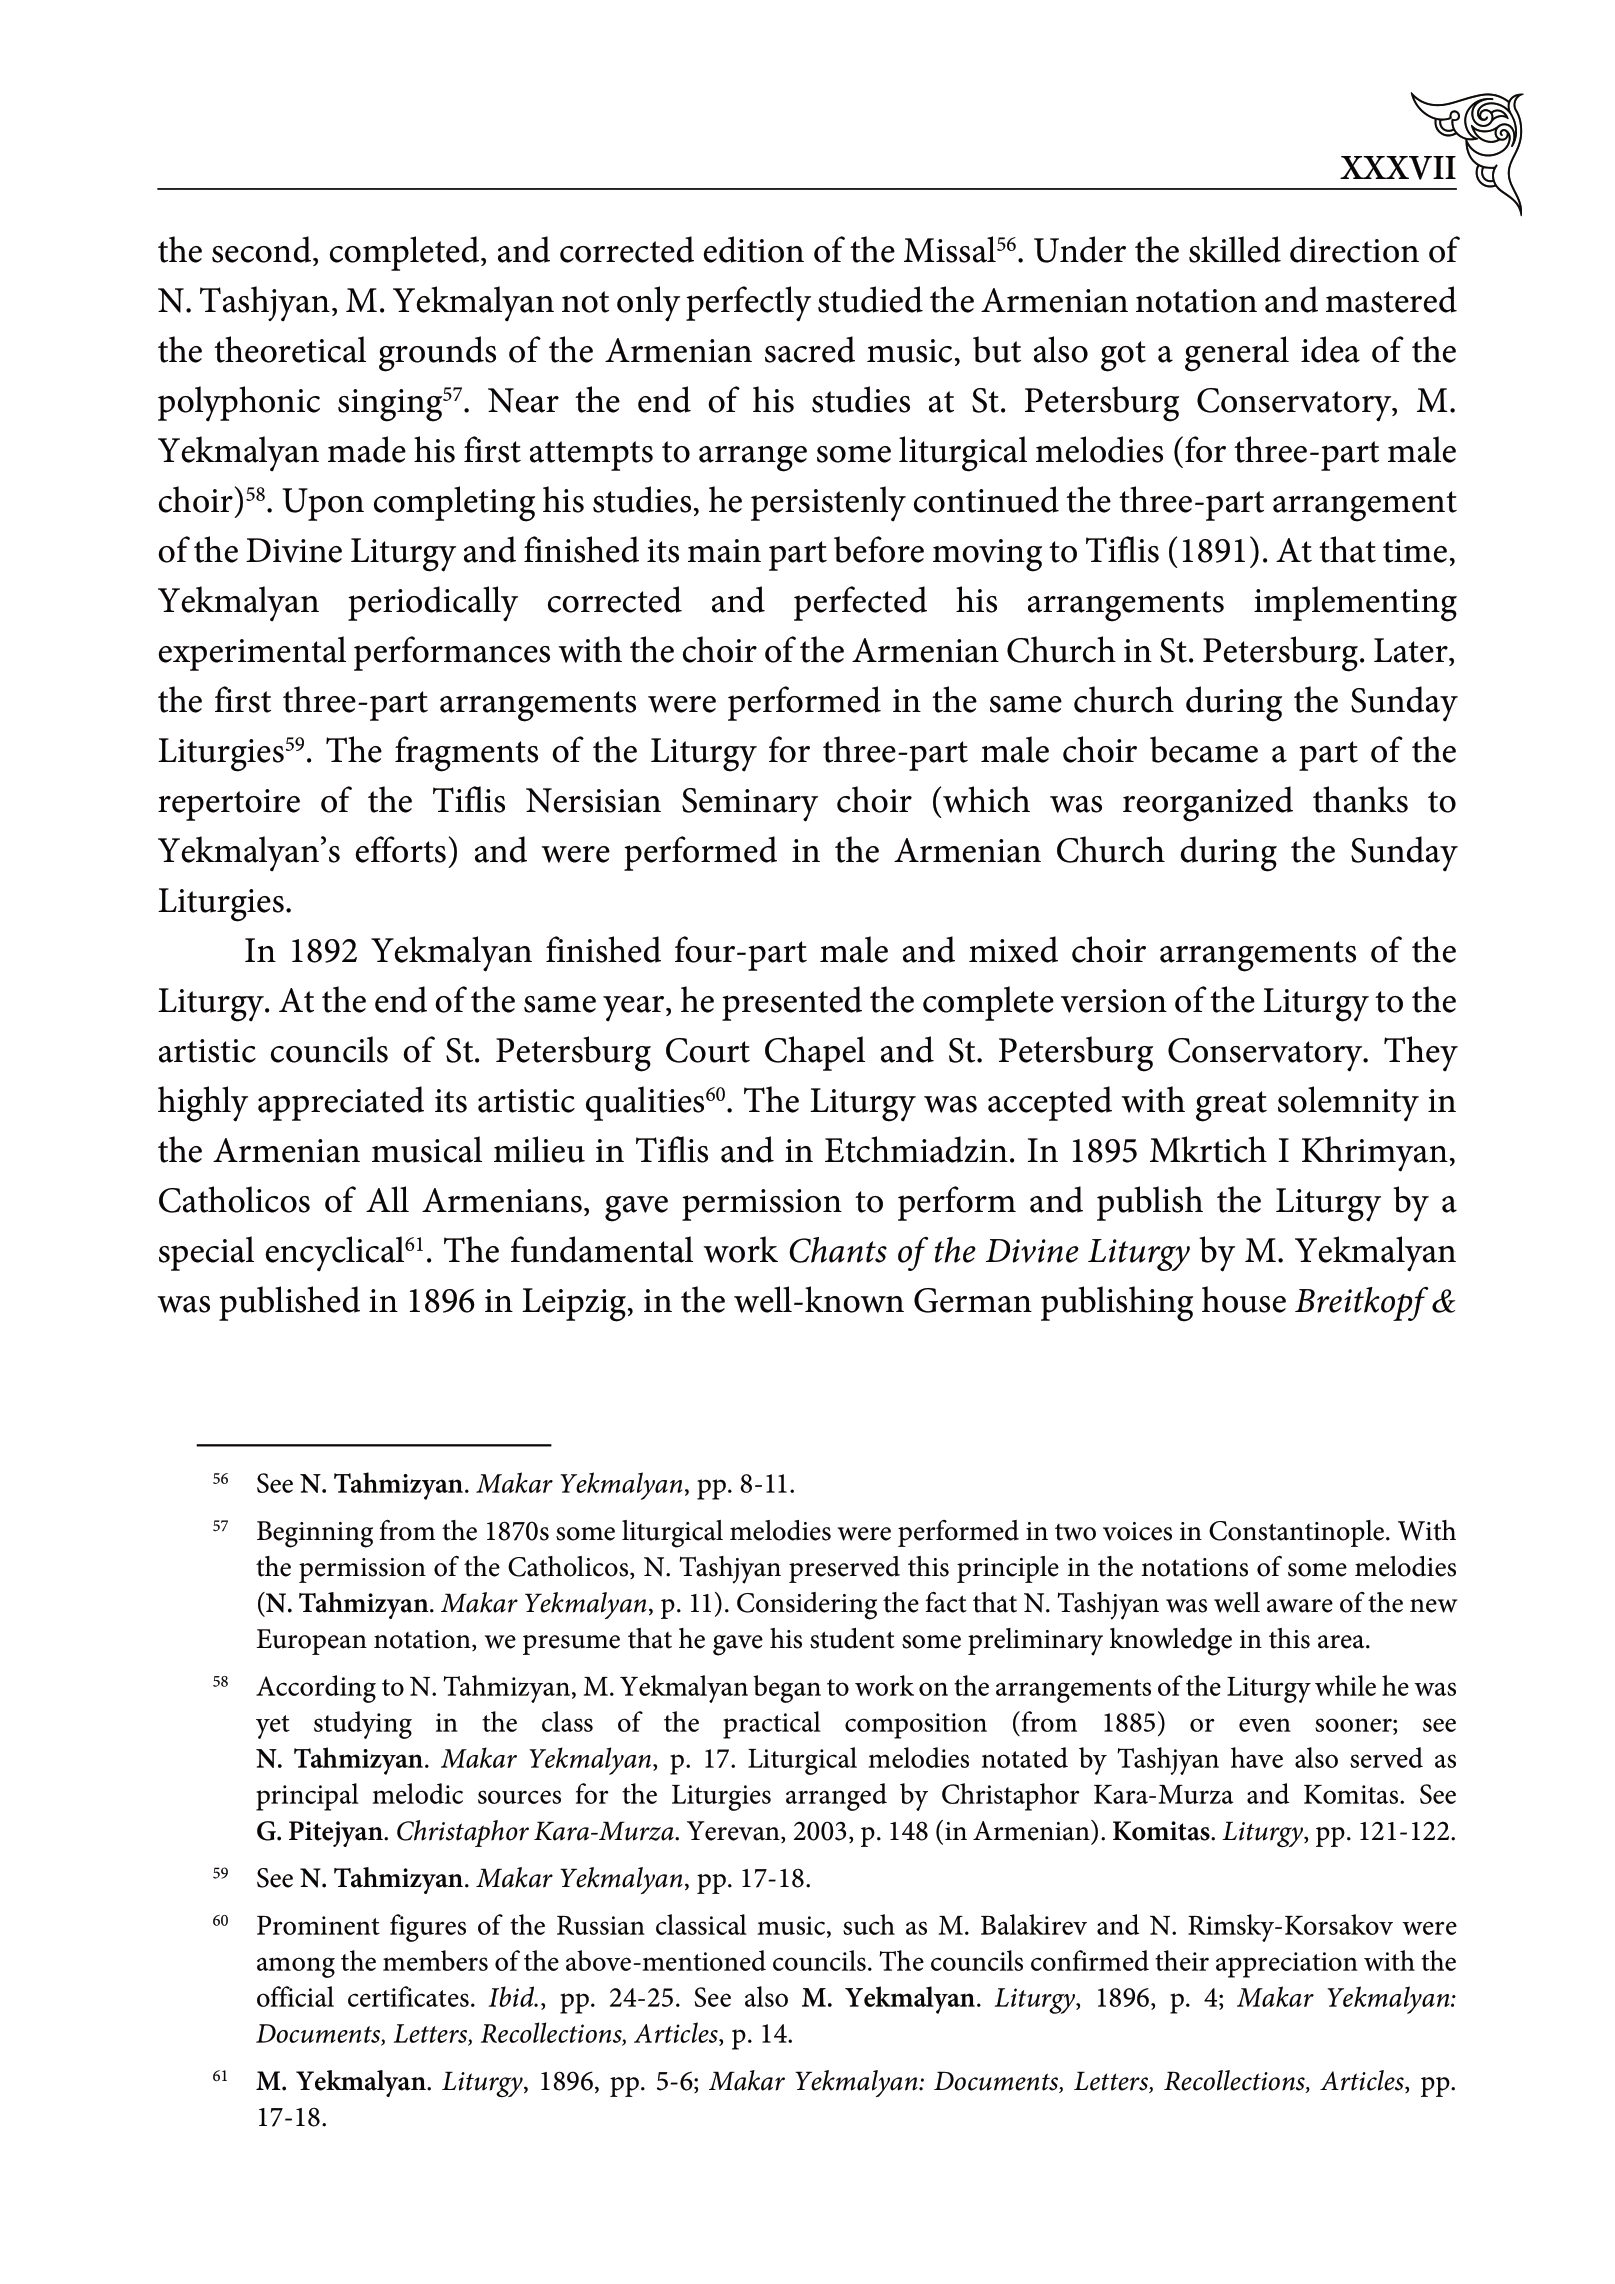 XXXVII
the second, completed, and corrected edition of the Missal⁵⁶. Under the skilled direction of
N. Tashjyan, M. Yekmalyan not only perfectly studied the Armenian notation and mastered
the theoretical grounds of the Armenian sacred music, but also got a general idea of the
polyphonic singing⁵⁷. Near the end of his studies at St. Petersburg Conservatory, M.
Yekmalyan made his first attempts to arrange some liturgical melodies (for three-part male
choir)⁵⁸. Upon completing his studies, he persistenly continued the three-part arrangement
of the Divine Liturgy and finished its main part before moving to Tiflis (1891). At that time,
Yekmalyan periodically corrected and perfected his arrangements implementing
experimental performances with the choir of the Armenian Church in St. Petersburg. Later,
the first three-part arrangements were performed in the same church during the Sunday
Liturgies⁵⁹. The fragments of the Liturgy for three-part male choir became a part of the
repertoire of the Tiflis Nersisian Seminary choir (which was reorganized thanks to
Yekmalyan’s efforts) and were performed in the Armenian Church during the Sunday
Liturgies.
In 1892 Yekmalyan finished four-part male and mixed choir arrangements of the
Liturgy. At the end of the same year, he presented the complete version of the Liturgy to the
artistic councils of St. Petersburg Court Chapel and St. Petersburg Conservatory. They
highly appreciated its artistic qualities⁶⁰. The Liturgy was accepted with great solemnity in
the Armenian musical milieu in Tiflis and in Etchmiadzin. In 1895 Mkrtich I Khrimyan,
Catholicos of All Armenians, gave permission to perform and publish the Liturgy by a
special encyclical⁶¹. The fundamental work Chants of the Divine Liturgy by M. Yekmalyan
was published in 1896 in Leipzig, in the well-known German publishing house Breitkopf &
56 See N. Tahmizyan. Makar Yekmalyan, pp. 8-11.
57 Beginning from the 1870s some liturgical melodies were performed in two voices in Constantinople. With
the permission of the Catholicos, N. Tashjyan preserved this principle in the notations of some melodies
(N. Tahmizyan. Makar Yekmalyan, p. 11). Considering the fact that N. Tashjyan was well aware of the new
European notation, we presume that he gave his student some preliminary knowledge in this area.
58 According to N. Tahmizyan, M. Yekmalyan began to work on the arrangements of the Liturgy while he was
yet studying in the class of the practical composition (from 1885) or even sooner; see
N. Tahmizyan. Makar Yekmalyan, p. 17. Liturgical melodies notated by Tashjyan have also served as
principal melodic sources for the Liturgies arranged by Christaphor Kara-Murza and Komitas. See
G. Pitejyan. Christaphor Kara-Murza. Yerevan, 2003, p. 148 (in Armenian). Komitas. Liturgy, pp. 121-122.
59 See N. Tahmizyan. Makar Yekmalyan, pp. 17-18.
60 Prominent figures of the Russian classical music, such as M. Balakirev and N. Rimsky-Korsakov were
among the members of the above-mentioned councils. The councils confirmed their appreciation with the
official certificates. Ibid., pp. 24-25. See also M. Yekmalyan. Liturgy, 1896, p. 4; Makar Yekmalyan:
Documents, Letters, Recollections, Articles, p. 14.
61 M. Yekmalyan. Liturgy, 1896, pp. 5-6; Makar Yekmalyan: Documents, Letters, Recollections, Articles, pp.
17-18.